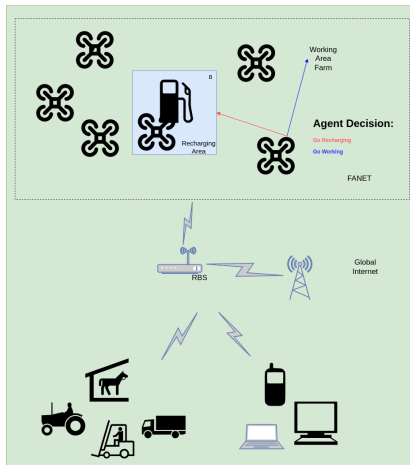 Working
Area
Farm
B
Recharging
Area
Agent Decision:
Go Recharging
Go Working
FANET
RBS
Global
Internet